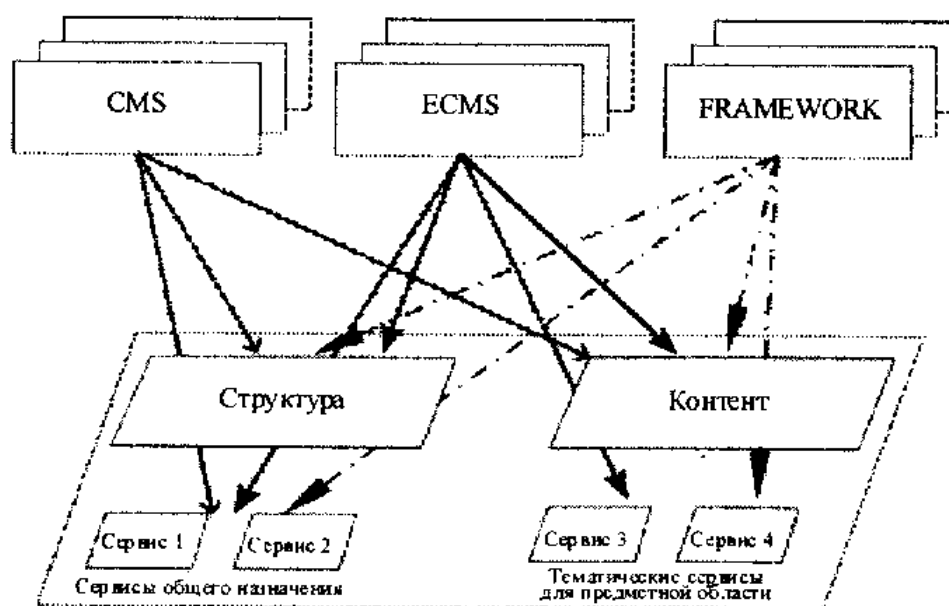 CMS
ECMS
FRAMEWORK
Структура
Контент
Сервис 1
Сервис 2
Сервис 3
Сервис 4
Сервисы общего назначения
Тематические сервисы
для предметной области